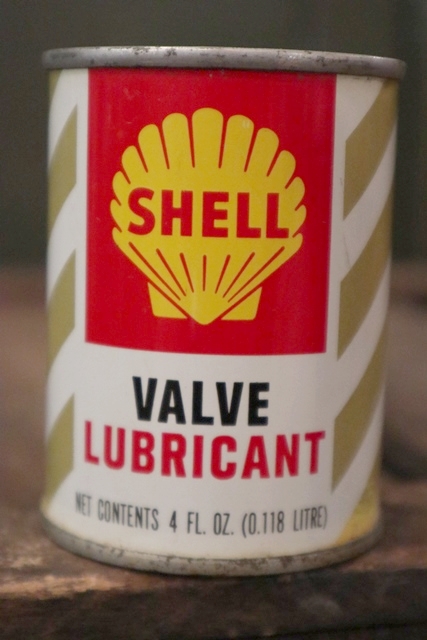 SHELL
VALVE
LUBRICANT
NET CONTENTS 4 FL. OZ. (0.118 LITRE)